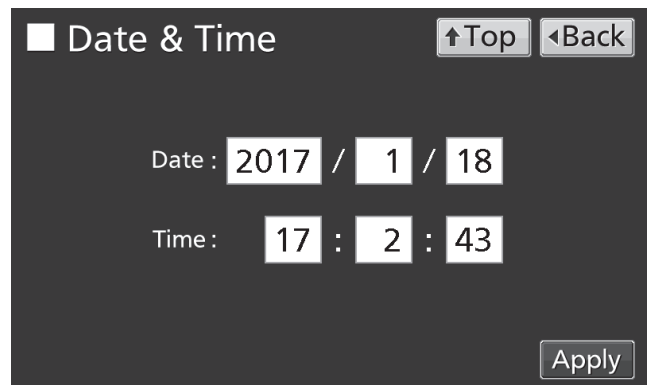 Date & Time ↑Top ◂Back
Date : 2017 / 1 / 18
Time : 17 : 2 : 43
Apply